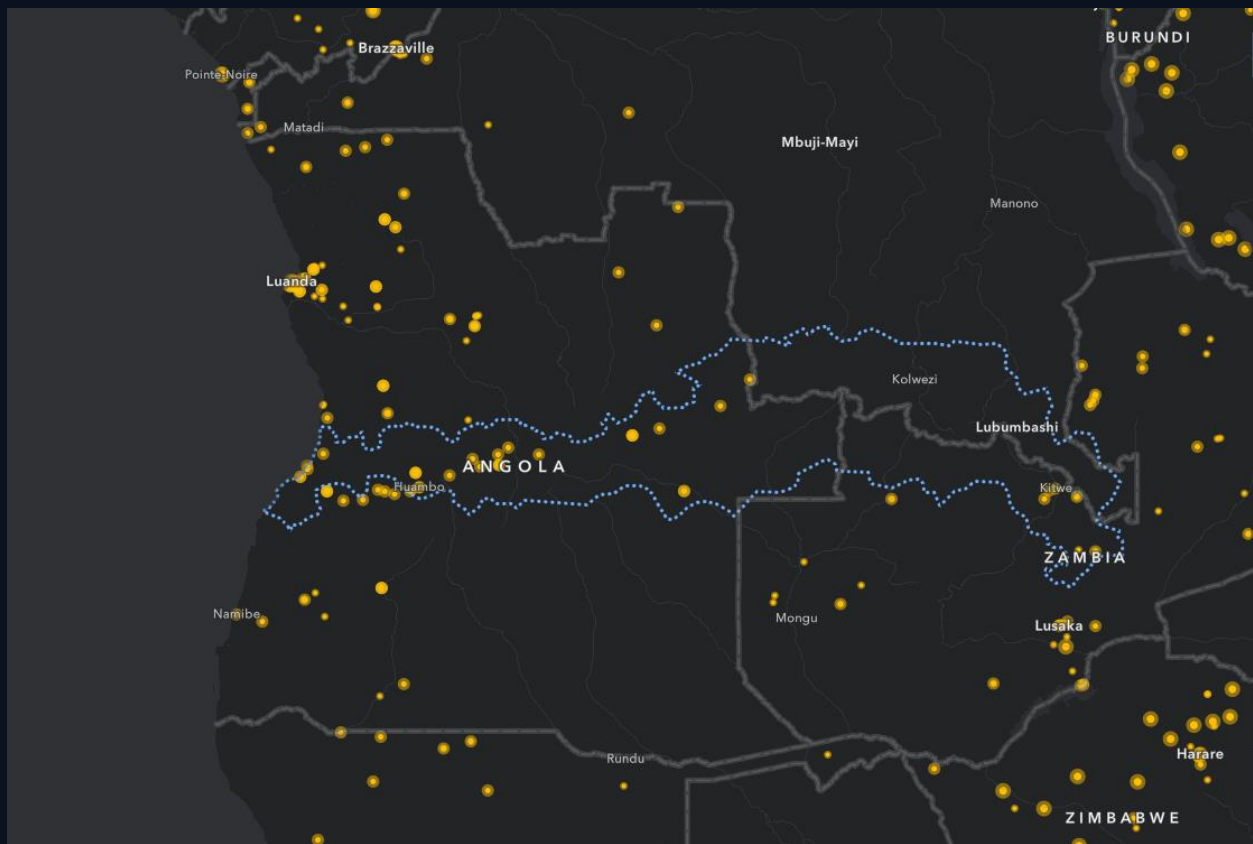 BURUNDI
Brazzaville
Pointe-Noire
Matadi
Mbuji-Mayi
Manono
Luanda
Kolwezi
Lubumbashi
ANGOLA
Huambo
Kitwe
ZAMBIA
Namibe
Mongu
Lusaka
Rundu
Harare
ZIMBABWE